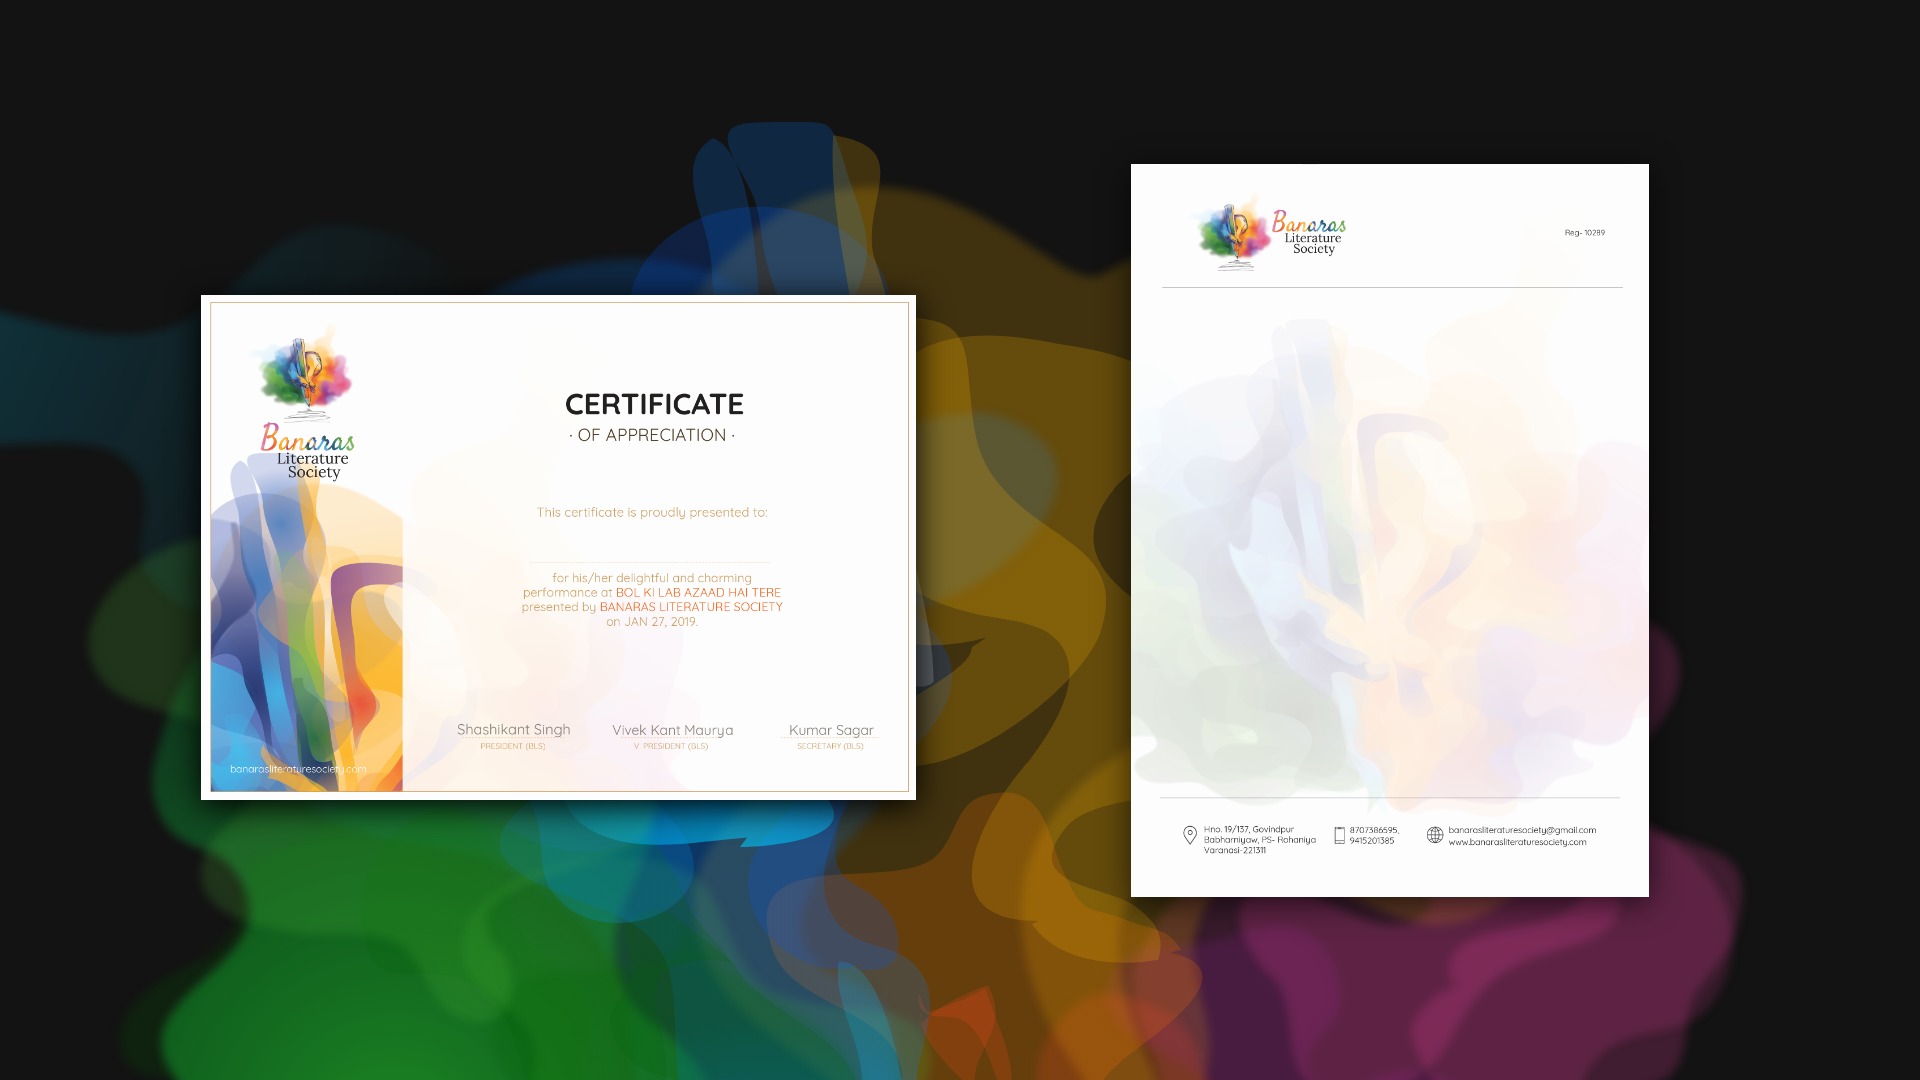 Banaras
Literature
Society
CERTIFICATE
· OF APPRECIATION ·
This certificate is proudly presented to:
for his/her delightful and charming
performance at BOL KI LAB AZAAD HAI TERE
presented by BANARAS LITERATURE SOCIETY
on JAN 27, 2019.
Shashikant Singh
PRESIDENT (BLS)
Vivek Kant Maurya
V. PRESIDENT (BLS)
Kumar Sagar
SECRETARY (BLS)
banarasliteraturesociety.com
Banaras
Literature
Society
Reg- 10289
Hno. 19/137, Govindpur
Babhamiyaw, PS- Rohaniya
Varanasi-221311
8707386595,
9415201385
banarasliteraturesociety@gmail.com
www.banarasliteraturesociety.com